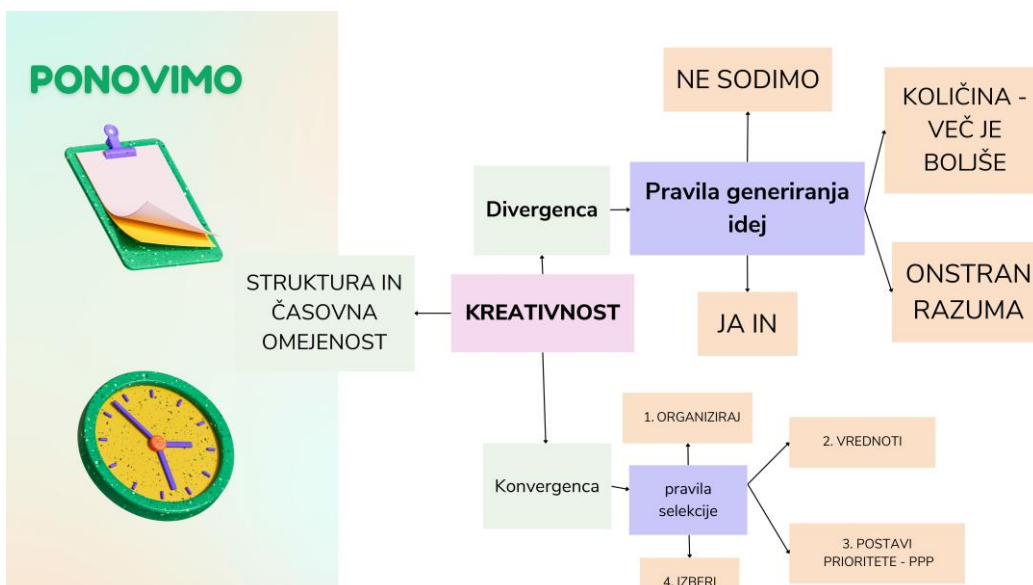 PONOVIMO
NE SODIMO
KOLIČINA -
VEČ JE
BOLJŠE
Divergenca
Pravila generiranja
idej
STRUKTURA IN
ČASOVNA
OMEJENOST
KREATIVNOST
JA IN
ONSTRAN
RAZUMA
1. ORGANIZIRAJ
2. VREDNOTI
Konvergenca
pravila
selekcije
3. POSTAVI
PRIORITETE - PPP
4. IZBERI